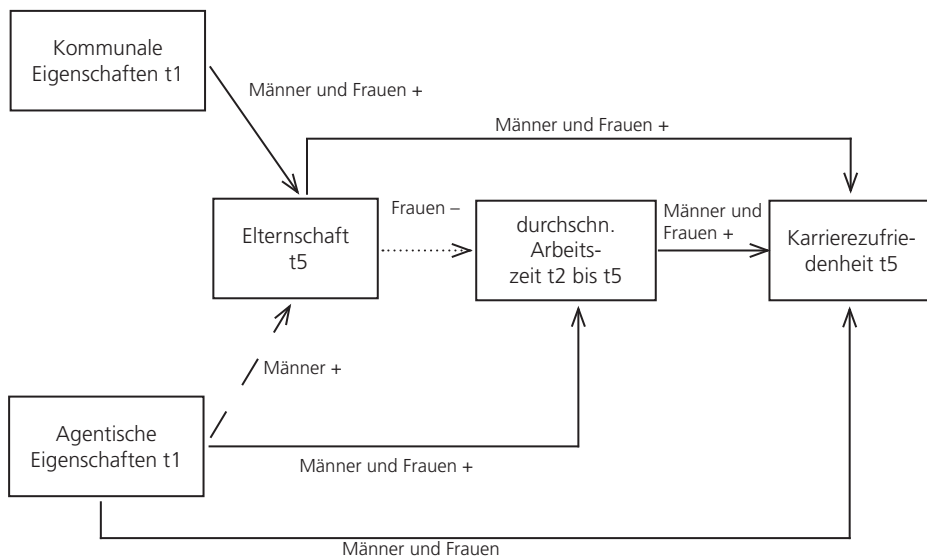 Kommunale
Eigenschaften t1
Männer und Frauen +
Männer und Frauen +
Elternschaft
t5
Frauen –
durchschn.
Arbeits-
zeit t2 bis t5
Männer und
Frauen +
Karrierezufrie-
denheit t5
Männer +
Agentische
Eigenschaften t1
Männer und Frauen +
Männer und Frauen